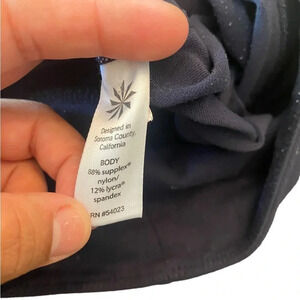 Designed in
Sonoma County,
California
BODY
88% supplex®
nylon/
12% lycra®
spandex
RN #54023